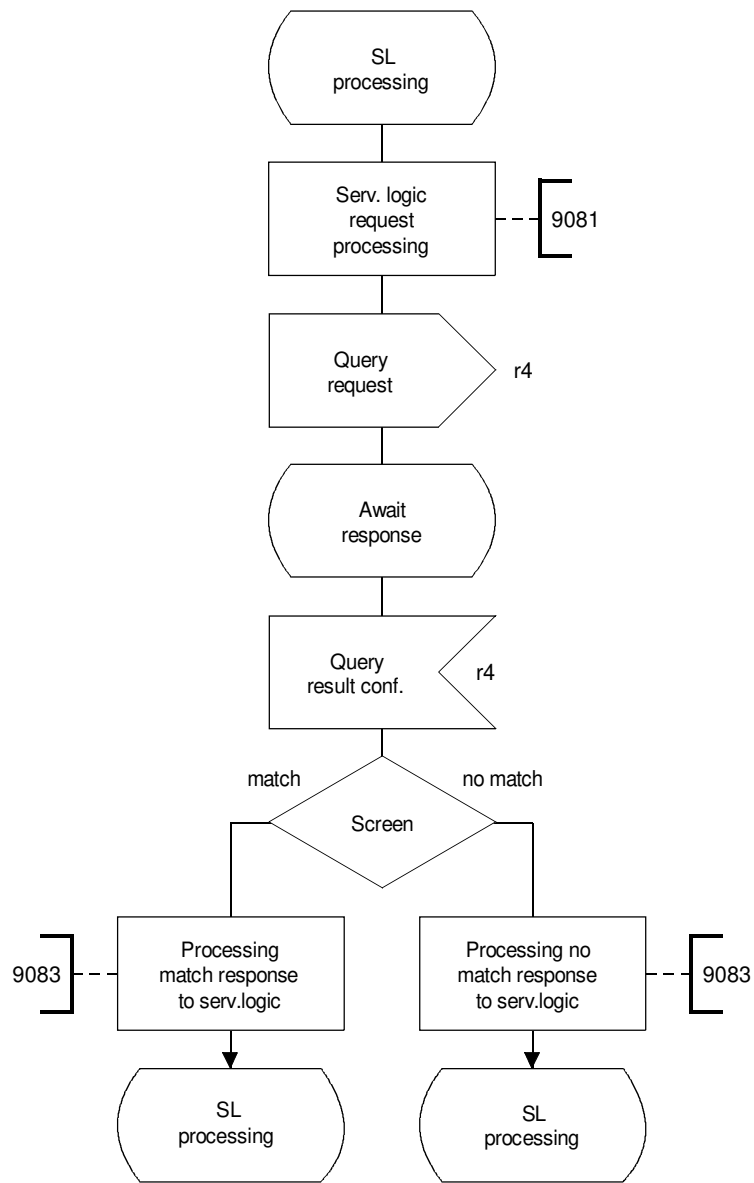 SL
processing
Serv. logic
request
processing
9081
Query
request
r4
Await
response
Query
result conf.
r4
match
no match
Screen
Processing
match response
to serv.logic
9083
Processing no
match response
to serv.logic
9083
SL
processing
SL
processing